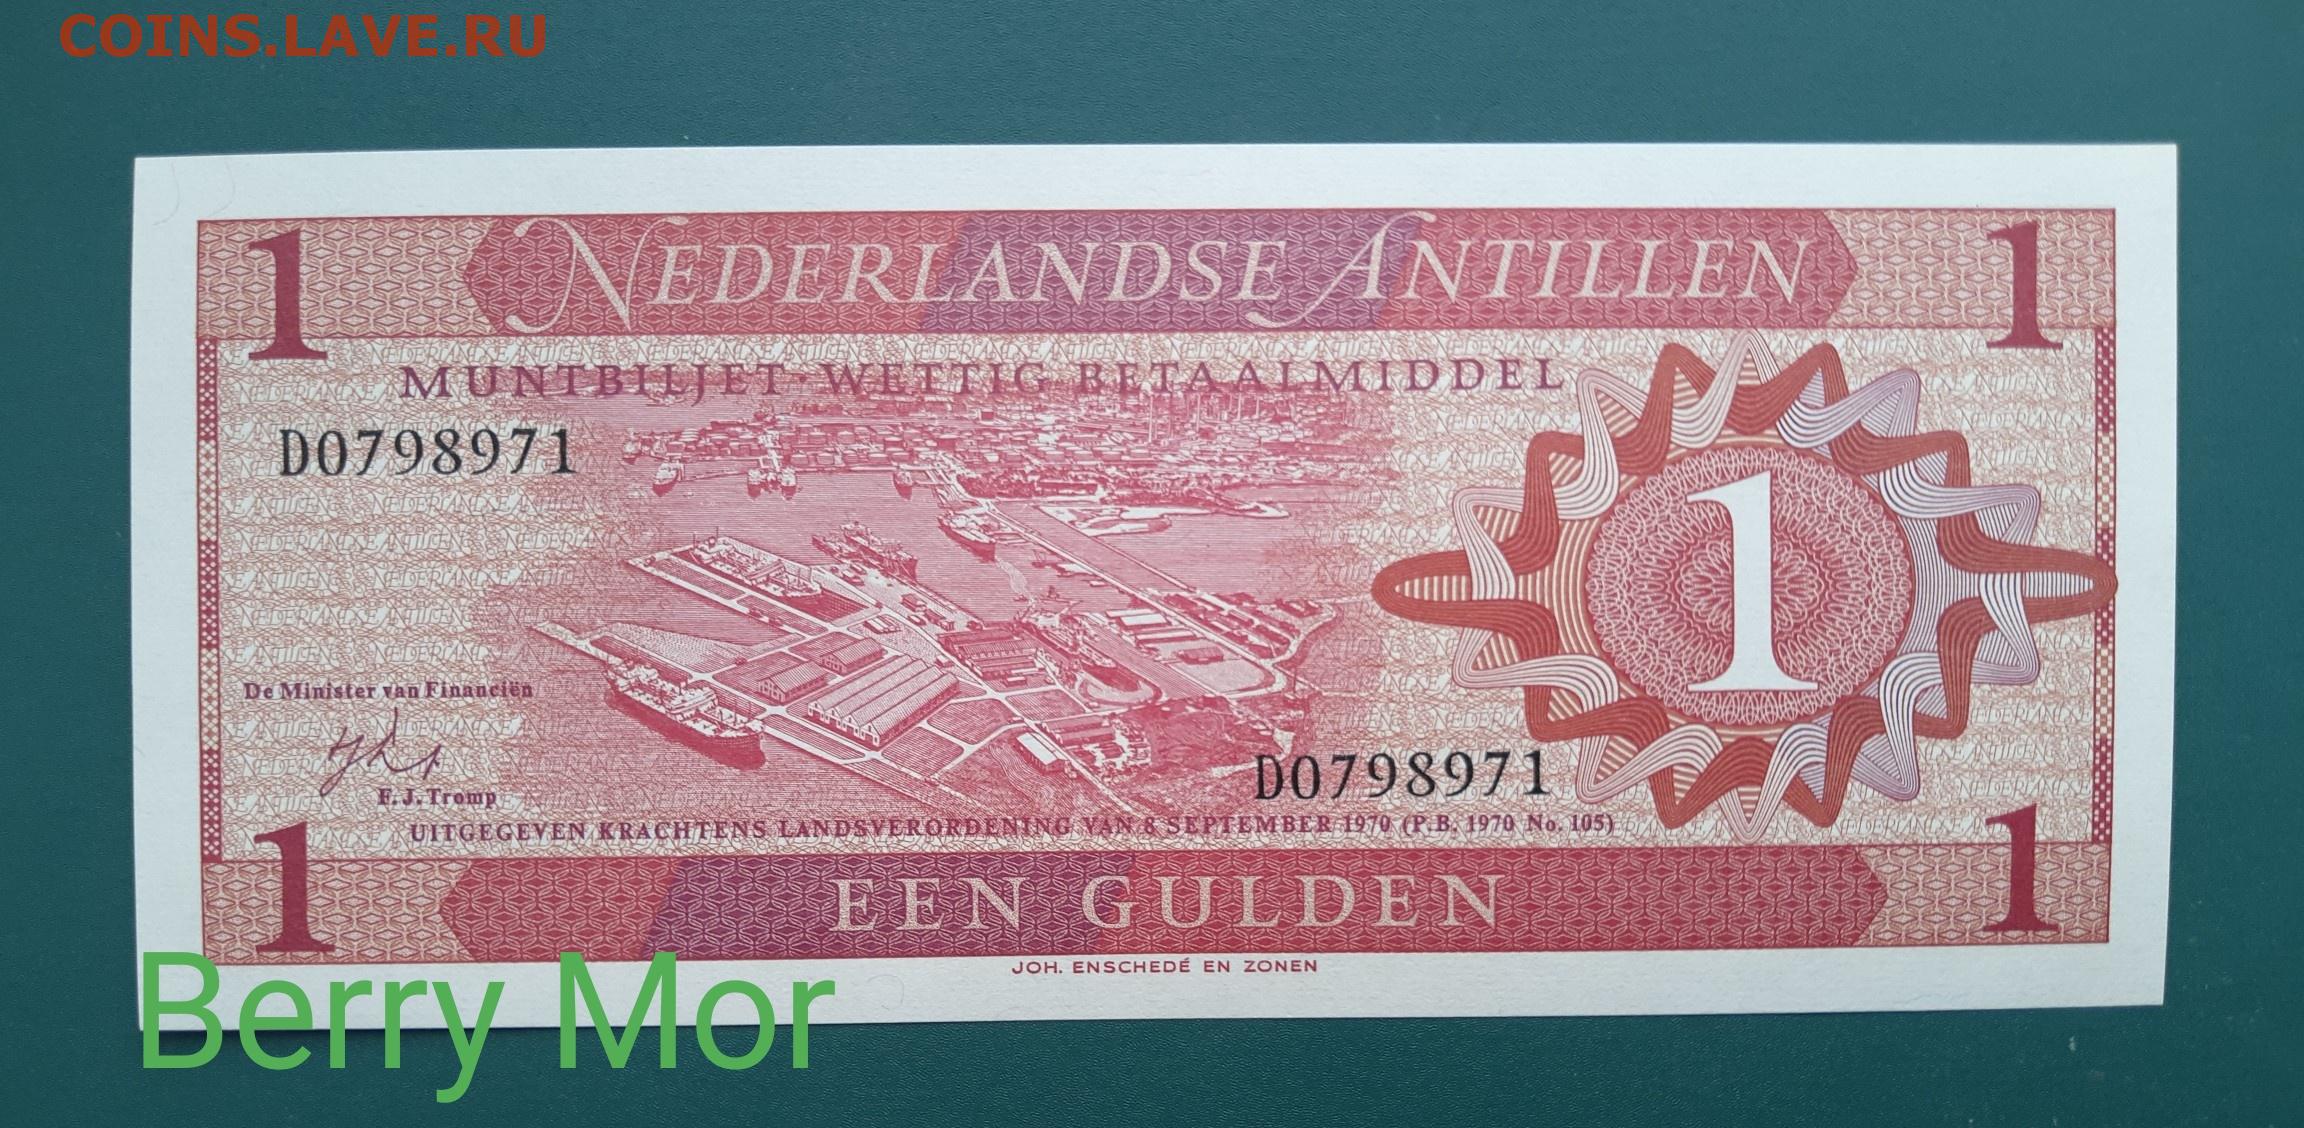 COINS.LAVE.RU
1 NEDERLANDSE ANTILLEN 1
MUNTBILJET·WETTIG BETAALMIDDEL
D0798971
1
De Minister van Financiën
F. J. Tromp
D0798971
UITGEGEVEN KRACHTENS LANDSVERORDENING VAN 8 SEPTEMBER 1970 (P.B. 1970 No. 105)
1 EEN GULDEN 1
JOH. ENSCHEDÉ EN ZONEN
Berry Mor